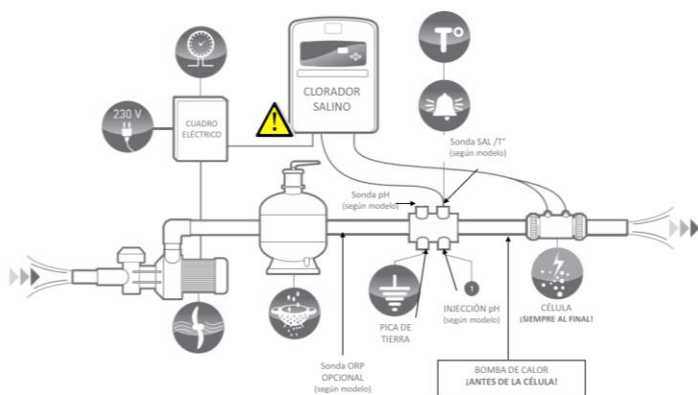 T°
CLORADOR
SALINO
230 V
CUADRO
ELÉCTRICO
Sonda SAL /T°
(según modelo)
Sonda pH
(según modelo)
1
PICA DE
TIERRA
INJECCIÓN pH
(según modelo)
CÉLULA
¡SIEMPRE AL FINAL!
Sonda ORP
OPCIONAL
(según modelo)
BOMBA DE CALOR
¡ANTES DE LA CÉLULA!